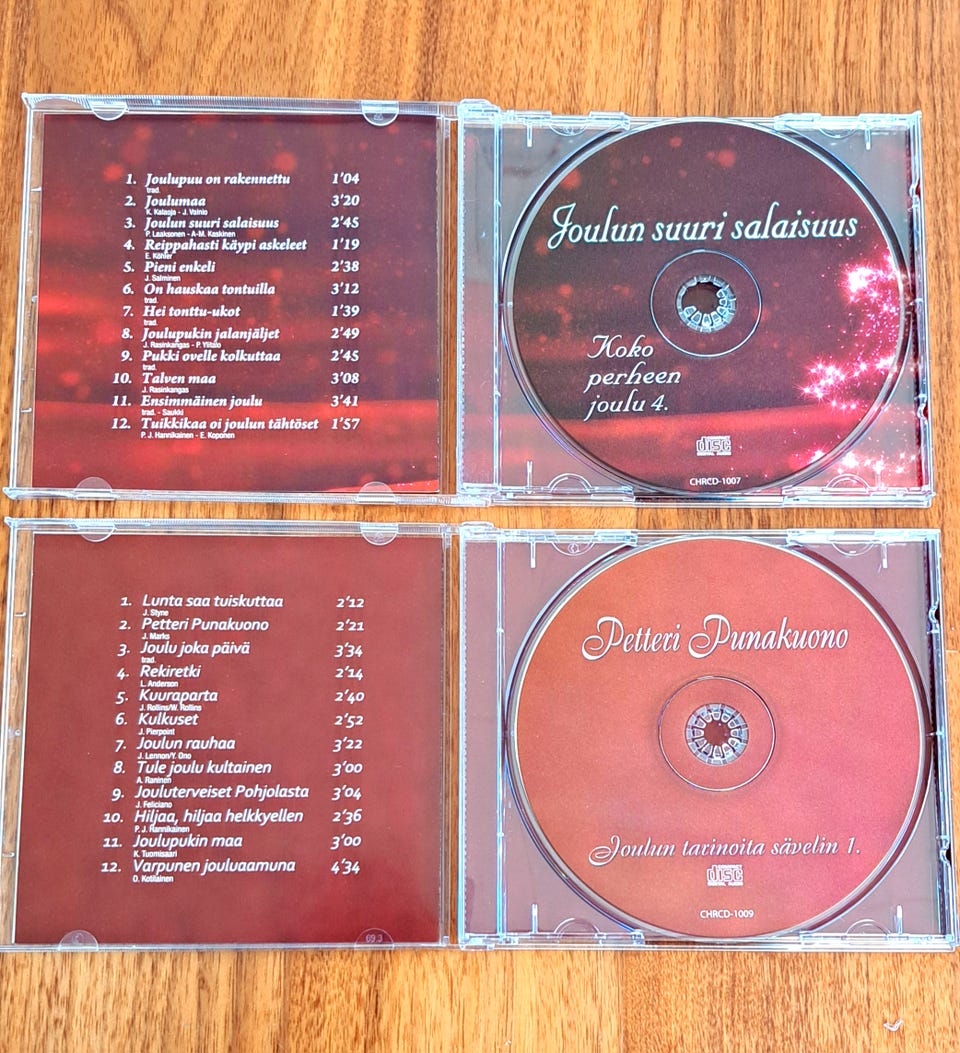 1. Joulupuu on rakennettu 1'04
trad.
2. Joulumaa 3'20
K. Kalaoja - J. Vainio
3. Joulun suuri salaisuus 2'45
P. Laaksonen - A-M. Kaskinen
4. Reippahasti käypi askeleet 1'19
E. Köhler
5. Pieni enkeli 2'38
J. Salminen
6. On hauskaa tontuilla 3'12
trad.
7. Hei tonttu-ukot 1'39
trad.
8. Joulupukin jalanjäljet 2'49
J. Rasinkangas - P. Ylitalo
9. Pukki ovelle kolkuttaa 2'45
trad.
10. Talven maa 3'08
J. Rasinkangas
11. Ensimmäinen joulu 3'41
trad. - Saukki
12. Tuikkikaa oi joulun tähtöset 1'57
P. J. Hannikainen - E. Koponen
Joulun suuri salaisuus
Koko
perheen
joulu 4.
disc
DIGITAL AUDIO
CHRCD-1007
1. Lunta saa tuiskuttaa 2'12
J. Styne
2. Petteri Punakuono 2'21
J. Marks
3. Joulu joka päivä 3'34
trad.
4. Rekiretki 2'14
L. Anderson
5. Kuuraparta 2'40
J. Rollins/W. Rollins
6. Kulkuset 2'52
J. Pierpoint
7. Joulun rauhaa 3'22
J. Lennon/Y. Ono
8. Tule joulu kultainen 3'00
A. Raninen
9. Jouluterveiset Pohjolasta 3'04
J. Feliciano
10. Hiljaa, hiljaa helkkyellen 2'36
P. J. Hannikainen
11. Joulupukin maa 3'00
K. Tuomisaari
12. Varpunen jouluaamuna 4'34
O. Kotilainen
69.3
Petteri Punakuono
Joulun tarinoita sävelin 1.
disc
DIGITAL AUDIO
CHRCD-1009